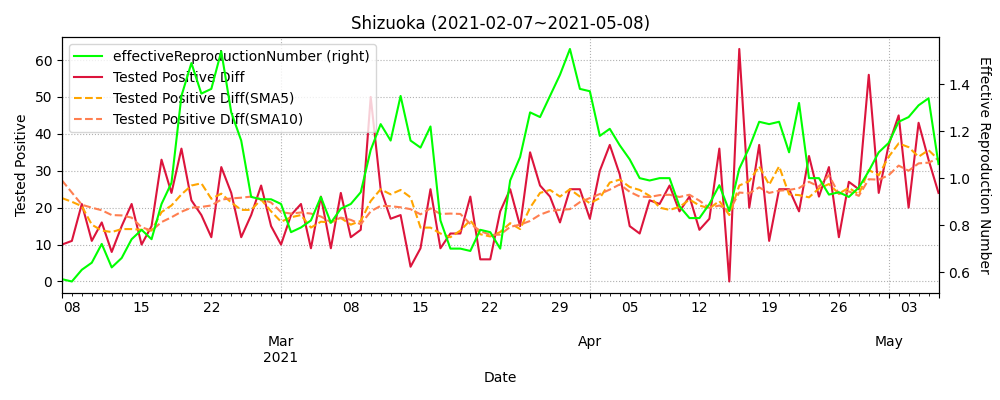 Shizuoka (2021-02-07~2021-05-08)
effectiveReproductionNumber (right)
Tested Positive Diff
Tested Positive Diff(SMA5)
Tested Positive Diff(SMA10)
Tested Positive
60
50
40
30
20
10
0
Effective Reproduction Number
1.4
1.2
1.0
0.8
0.6
08 15 22 08 15 22 29 05 12 19 26 03
Mar Apr May
2021
Date